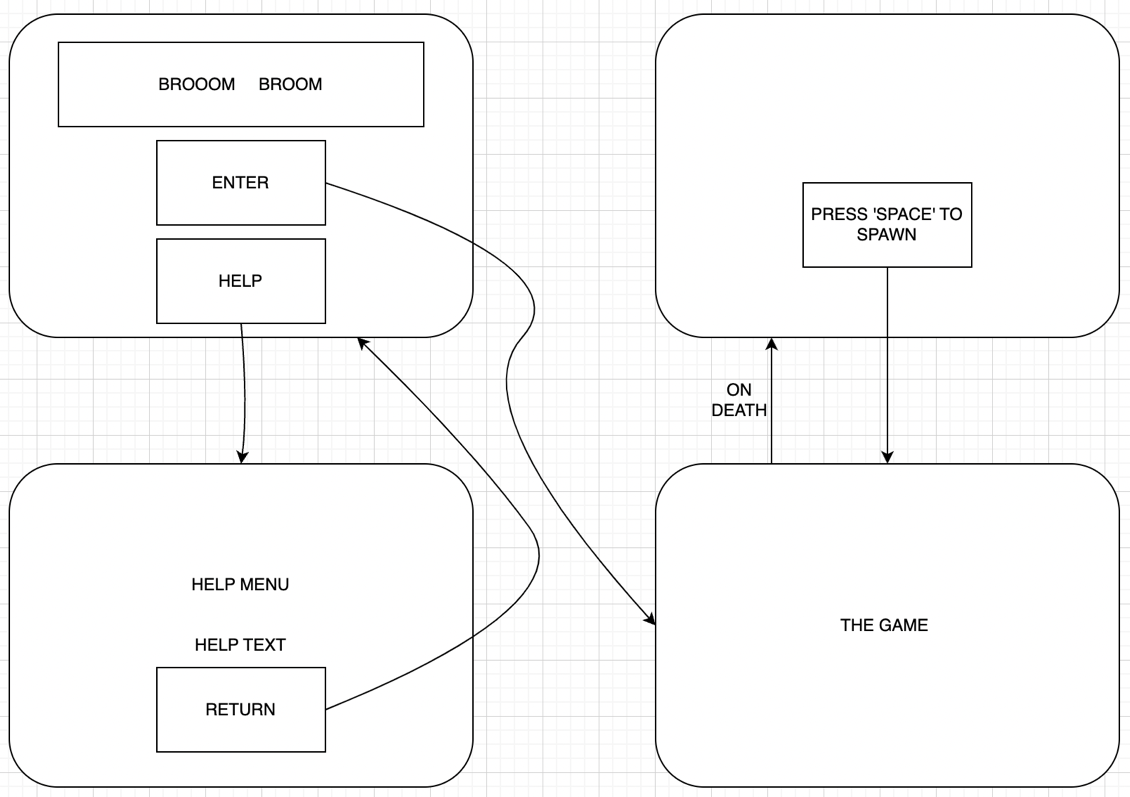 BROOOM BROOM
ENTER
HELP
PRESS 'SPACE' TO
SPAWN
ON
DEATH
HELP MENU
HELP TEXT
RETURN
THE GAME